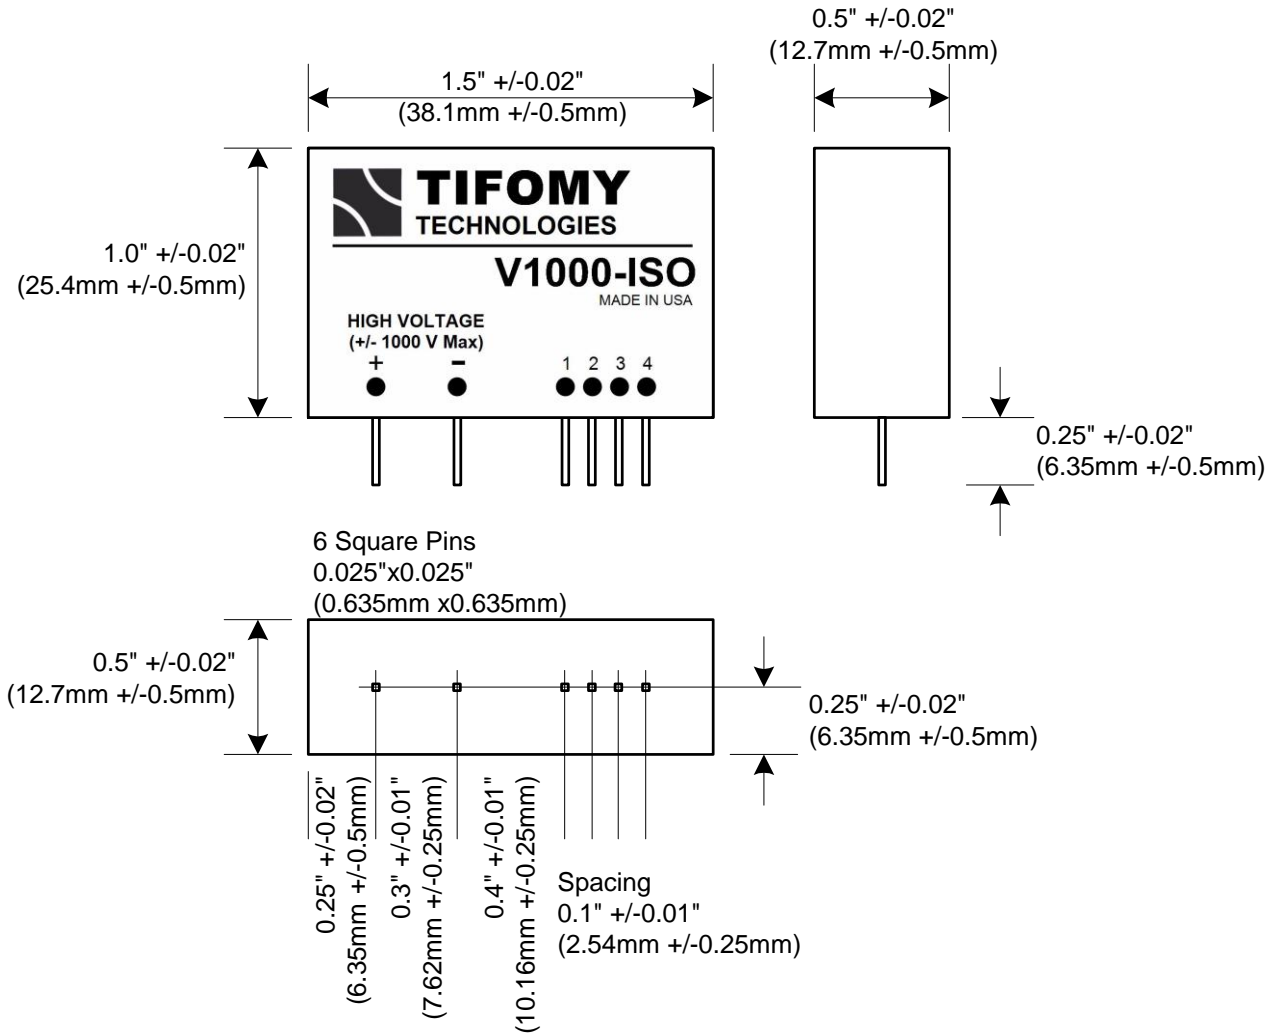 0.5" +/-0.02"
(12.7mm +/-0.5mm)
1.5" +/-0.02"
(38.1mm +/-0.5mm)
TIFOMY
TECHNOLOGIES
1.0" +/-0.02"
(25.4mm +/-0.5mm)
V1000-ISO
MADE IN USA
HIGH VOLTAGE
(+/- 1000 V Max)
+ − 1 2 3 4
0.25" +/-0.02"
(6.35mm +/-0.5mm)
6 Square Pins
0.025"x0.025"
(0.635mm x0.635mm)
0.5" +/-0.02"
(12.7mm +/-0.5mm)
0.25" +/-0.02"
(6.35mm +/-0.5mm)
0.25" +/-0.02"
(6.35mm +/-0.5mm)
0.3" +/-0.01"
(7.62mm +/-0.25mm)
0.4" +/-0.01"
(10.16mm +/-0.25mm)
Spacing
0.1" +/-0.01"
(2.54mm +/-0.25mm)